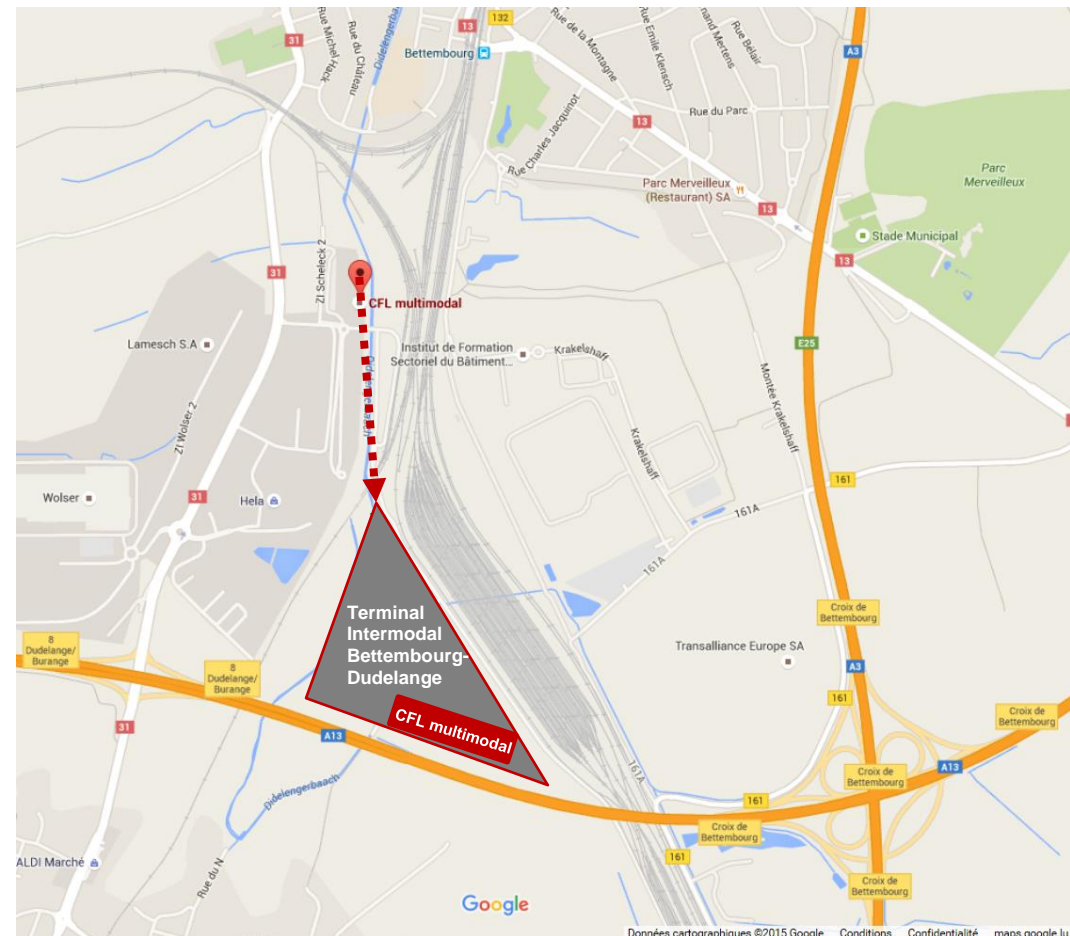 132
13
31
Rue Michel Hack
Rue du Château
Didelengerbaach
Bettembourg
Rue de la Montagne
Rue Emile Klensch
Rue Bélair
A3
13
Rue du Parc
Rue Charles Jacquinot
Parc Merveilleux
(Restaurant) SA
Parc
Merveilleux
13
Stade Municipal
13
31
ZI Scheleck 2
CFL multimodal
E25
Lamesch S.A
Institut de Formation
Sectoriel du Bâtiment...
Krakelshaff
Montée Krakelshaff
ZI Wolser 2
Krakelshaff
161
Wolser
31
Hela
161A
161A
Terminal
Intermodal
Bettembourg-
Dudelange
Croix de
Bettembourg
8
Dudelange/
Burange
8
Dudelange/
Burange
Transalliance Europe SA
A3
161
CFL multimodal
Croix de
Bettembourg
31
A13
A13
161A
Croix de
Bettembourg
Didelengerbaach
161
Croix de
Bettembourg
161
ALDI Marché
Rue du N
Croix de
Bettembourg
Google
Données cartographiques ©2015 Google Conditions Confidentialité maps.google.lu